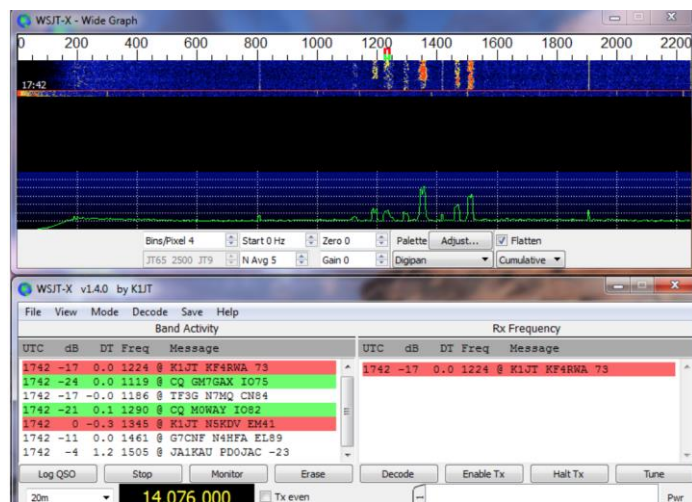 WSJT-X - Wide Graph
0 200 400 600 800 1000 1200 1400 1600 1800 2000 2200
17:42
Bins/Pixel 4 Start 0 Hz Zero 0 Palette Adjust... Flatten
JT65 2500 JT9 N Avg 5 Gain 0 Digipan Cumulative
WSJT-X v1.4.0 by K1JT
File View Mode Decode Save Help
Band Activity Rx Frequency
UTC dB DT Freq Message UTC dB DT Freq Message
1742 -17 0.0 1224 @ K1JT KF4RWA 73 1742 -17 0.0 1224 @ K1JT KF4RWA 73
1742 -24 0.0 1119 @ CQ GM7GAX IO75
1742 -17 -0.0 1186 @ TF3G N7MQ CN84
1742 -21 0.1 1290 @ CQ M0WAY IO82
1742 0 -0.3 1345 @ K1JT N5KDV EM41
1742 -11 0.0 1461 @ G7CNF N4HFA EL89
1742 -4 1.2 1505 @ JA1KAU PD0JAC -23
Log QSO Stop Monitor Erase Decode Enable Tx Halt Tx Tune
20m 14.076 000 Tx even Pwr